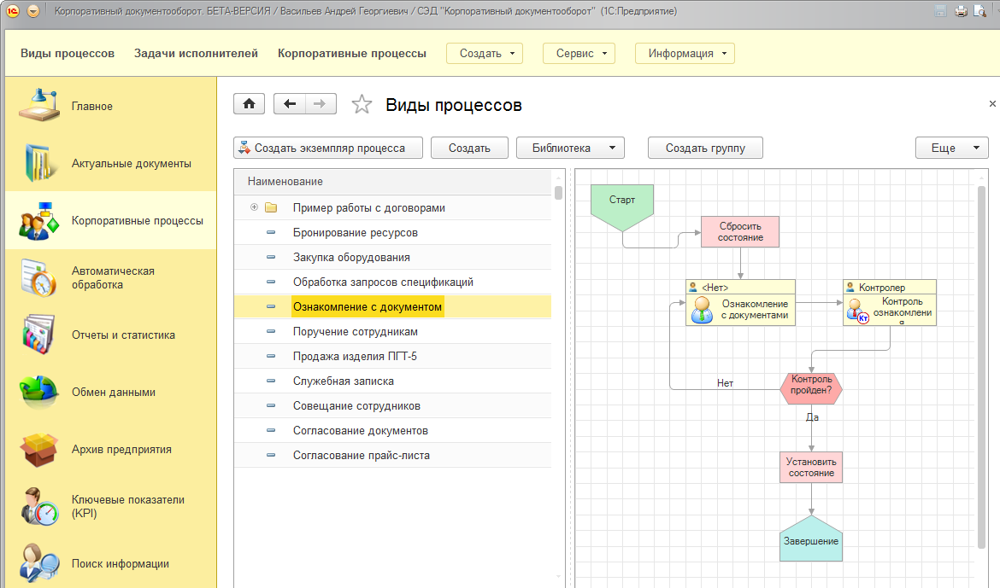 Корпоративный документооборот. БЕТА-ВЕРСИЯ / Васильев Андрей Георгиевич / СЭД "Корпоративный документооборот" (1С:Предприятие)
Виды процессов Задачи исполнителей Корпоративные процессы Создать Сервис Информация
Главное
Актуальные документы
Корпоративные процессы
Автоматическая
обработка
Отчеты и статистика
Обмен данными
Архив предприятия
Ключевые показатели
(KPI)
Поиск информации
Виды процессов
Создать экземпляр процесса Создать Библиотека Создать группу Еще
Наименование
Пример работы с договорами
Бронирование ресурсов
Закупка оборудования
Обработка запросов спецификаций
Ознакомление с документом
Поручение сотрудникам
Продажа изделия ПГТ-5
Служебная записка
Совещание сотрудников
Согласование документов
Согласование прайс-листа
Старт
Сбросить
состояние
<Нет>
Ознакомление
с документами
Контролер
Контроль
ознакомлени
я
Кт
Контроль
пройден?
Нет
Да
Установить
состояние
Завершение